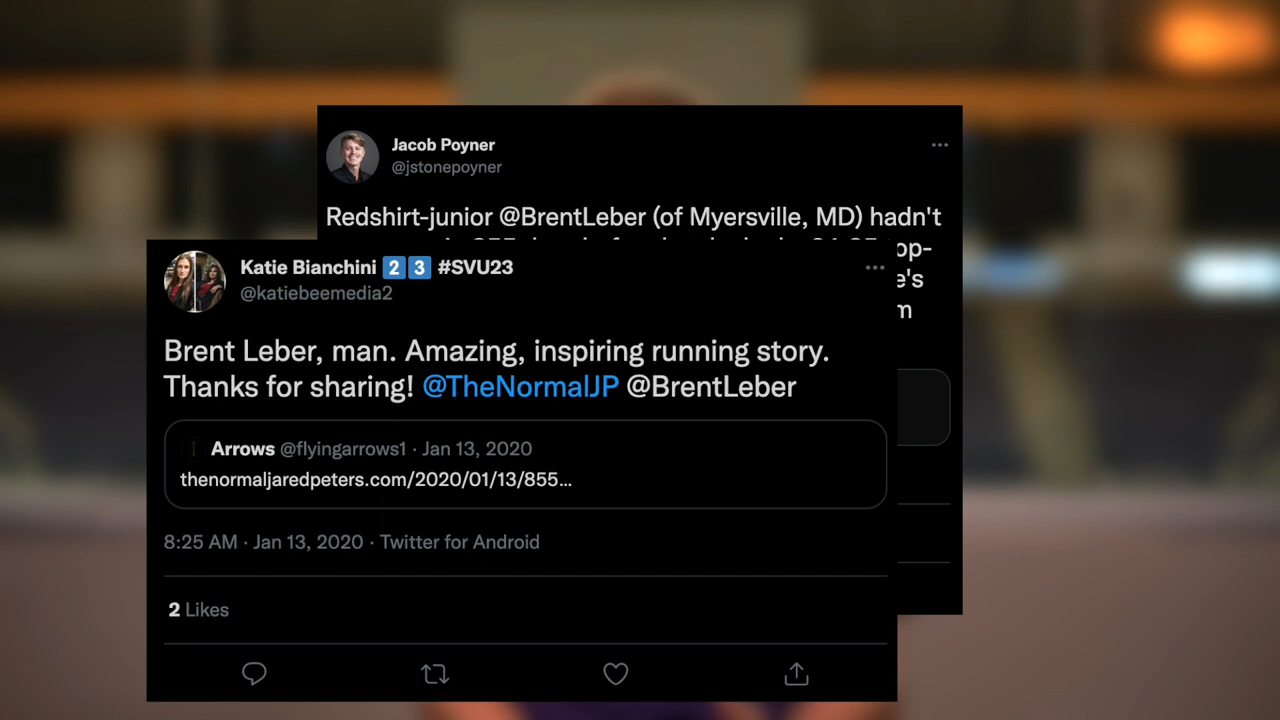 Jacob Poyner
@jstonepoyner
Redshirt-junior @BrentLeber (of Myersville, MD) hadn't
op-
e's
m
Katie Bianchini 2 3 #SVU23
@katiebeemedia2
Brent Leber, man. Amazing, inspiring running story.
Thanks for sharing! @TheNormalJP @BrentLeber
Arrows @flyingarrows1 · Jan 13, 2020
thenormaljaredpeters.com/2020/01/13/855...
8:25 AM · Jan 13, 2020 · Twitter for Android
2 Likes